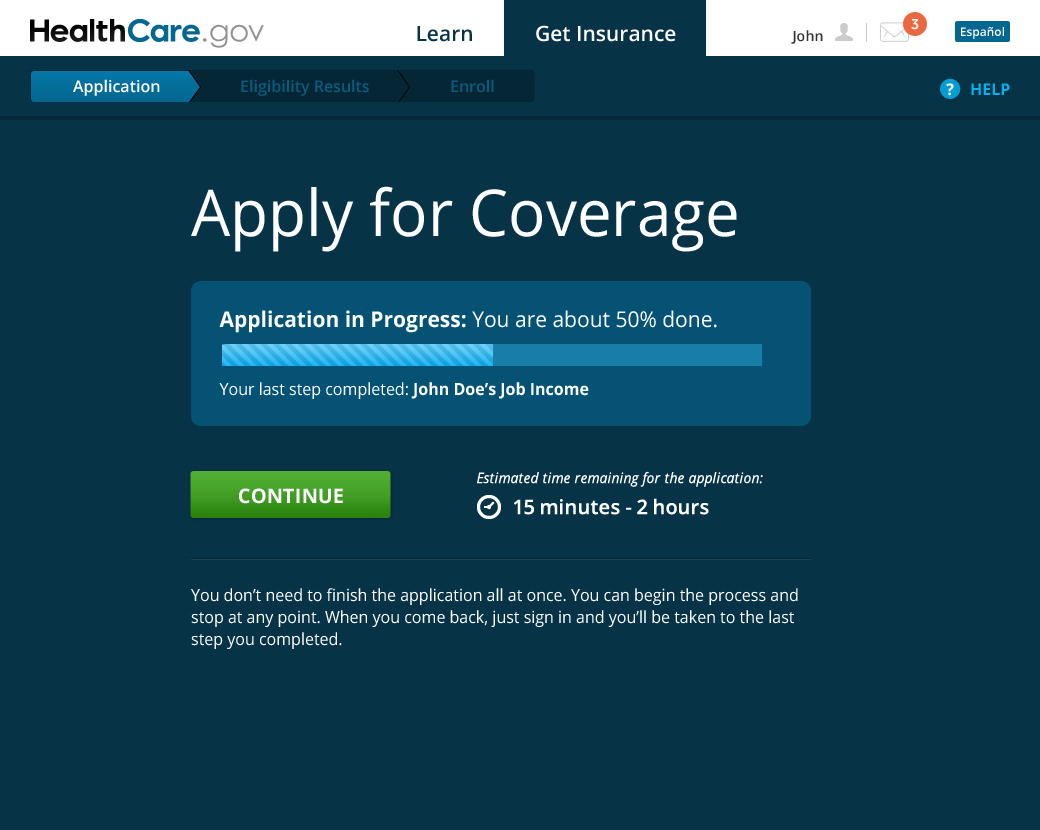 HealthCare.gov
Learn
Get Insurance
John
3
Español
Application
Eligibility Results
Enroll
? HELP
Apply for Coverage
Application in Progress: You are about 50% done.
Your last step completed: John Doe’s Job Income
CONTINUE
Estimated time remaining for the application:
15 minutes - 2 hours
You don’t need to finish the application all at once. You can begin the process and
stop at any point. When you come back, just sign in and you’ll be taken to the last
step you completed.